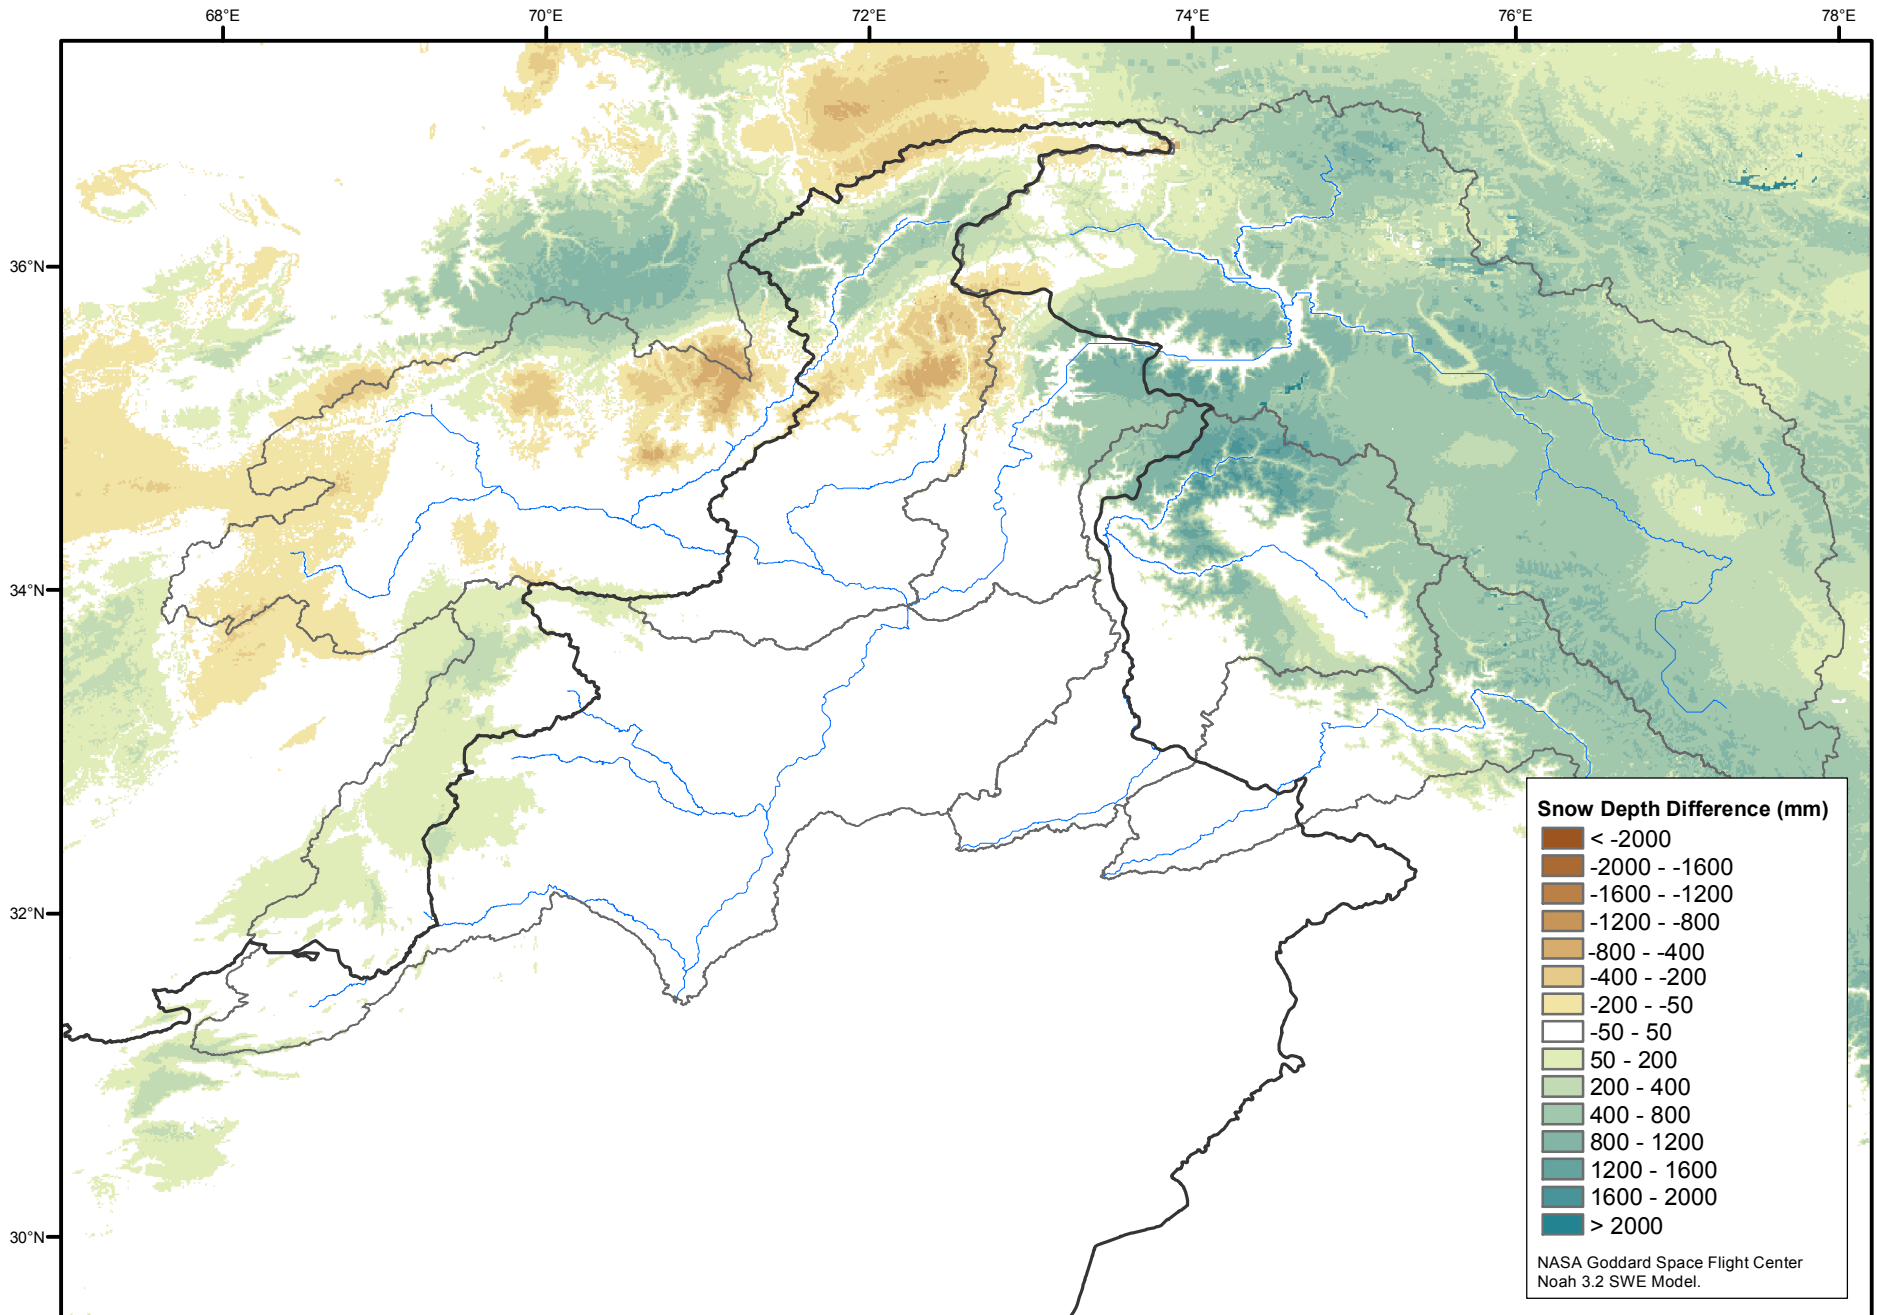 68°E 70°E 72°E 74°E 76°E 78°E
36°N
34°N
32°N
30°N
Snow Depth Difference (mm)
< -2000
-2000 - -1600
-1600 - -1200
-1200 - -800
-800 - -400
-400 - -200
-200 - -50
-50 - 50
50 - 200
200 - 400
400 - 800
800 - 1200
1200 - 1600
1600 - 2000
> 2000
NASA Goddard Space Flight Center
Noah 3.2 SWE Model.